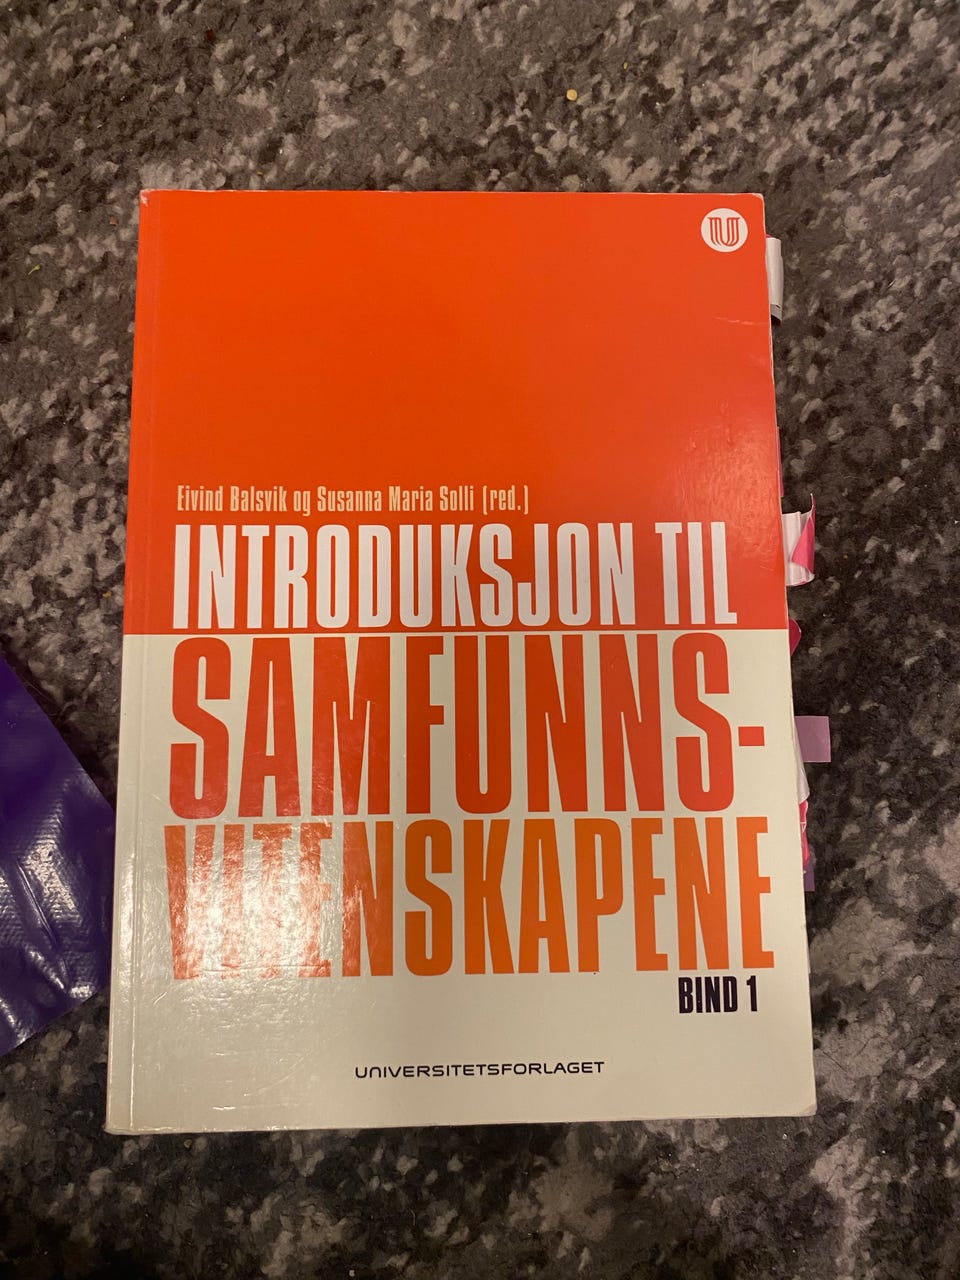 Eivind Balsvik og Susanna Maria Solli (red.)
INTRODUKSJON TIL
SAMFUNNS-
VITENSKAPENE
BIND 1
UNIVERSITETSFORLAGET